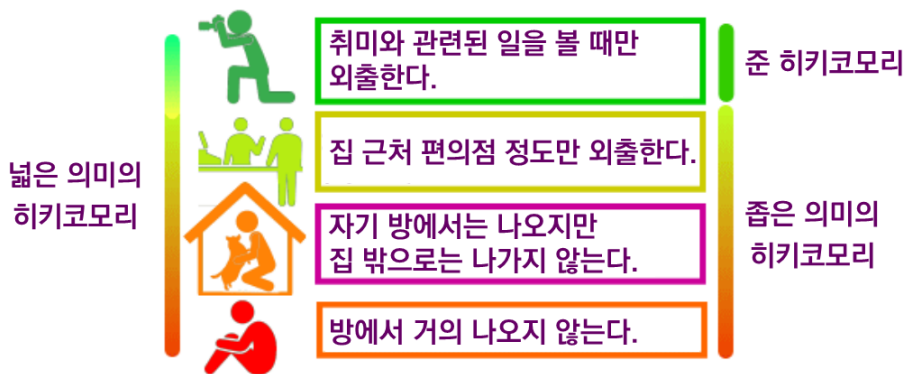 취미와 관련된 일을 볼 때만
외출한다.
준 히키코모리
집 근처 편의점 정도만 외출한다.
넓은 의미의
히키코모리
자기 방에서는 나오지만
집 밖으로는 나가지 않는다.
좁은 의미의
히키코모리
방에서 거의 나오지 않는다.